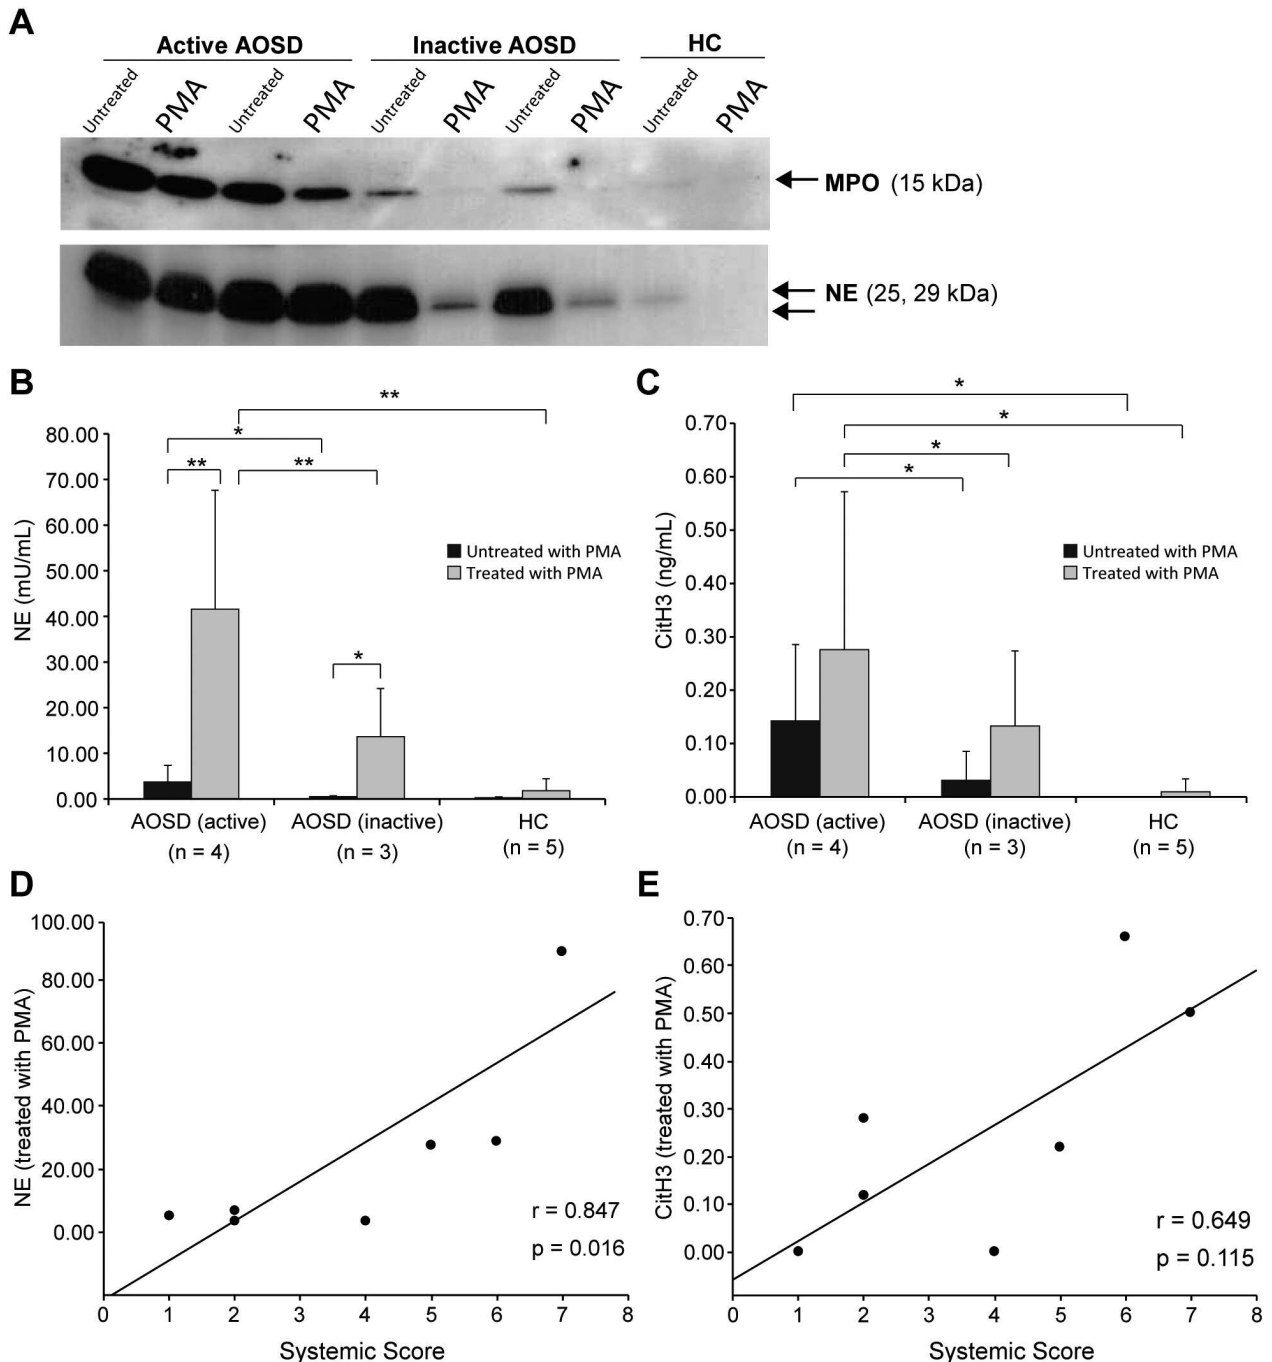 A
Active AOSD Inactive AOSD HC
Untreated PMA Untreated PMA Untreated PMA Untreated PMA Untreated PMA
MPO (15 kDa)
NE (25, 29 kDa)
B
**
*
** **
*
80.00
70.00
60.00
50.00
40.00
30.00
20.00
10.00
0.00
NE (mU/mL)
Untreated with PMA
Treated with PMA
AOSD (active) AOSD (inactive) HC
(n = 4) (n = 3) (n = 5)
C
*
*
*
*
0.70
0.60
0.50
0.40
0.30
0.20
0.10
0.00
CitH3 (ng/mL)
Untreated with PMA
Treated with PMA
AOSD (active) AOSD (inactive) HC
(n = 4) (n = 3) (n = 5)
D
100.00
80.00
60.00
40.00
20.00
0.00
NE (treated with PMA)
r = 0.847
p = 0.016
0 1 2 3 4 5 6 7 8
Systemic Score
E
0.70
0.60
0.50
0.40
0.30
0.20
0.10
0.00
CitH3 (treated with PMA)
r = 0.649
p = 0.115
0 1 2 3 4 5 6 7 8
Systemic Score